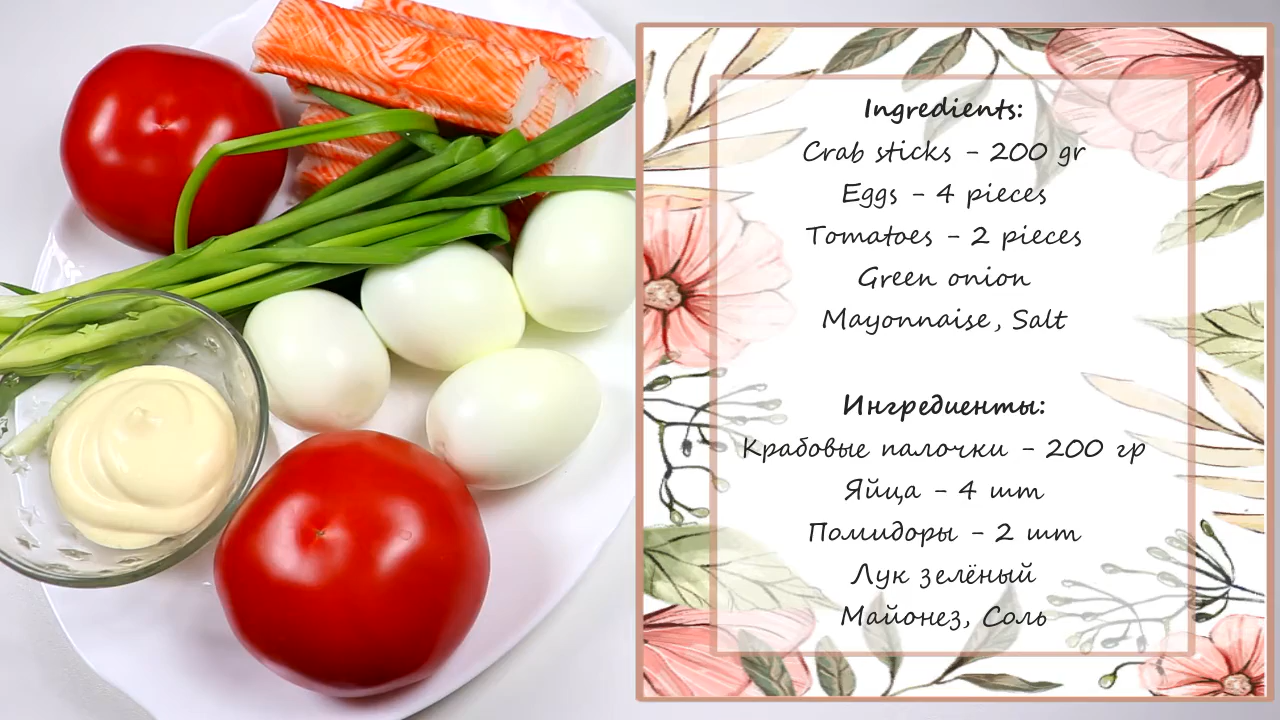 Ingredients:
Crab sticks - 200 gr
Eggs - 4 pieces
Tomatoes - 2 pieces
Green onion
Mayonnaise, Salt
Ингредиенты:
Крабовые палочки - 200 гр
Яйца - 4 шт
Помидоры - 2 шт
Лук зелёный
Майонез, Соль